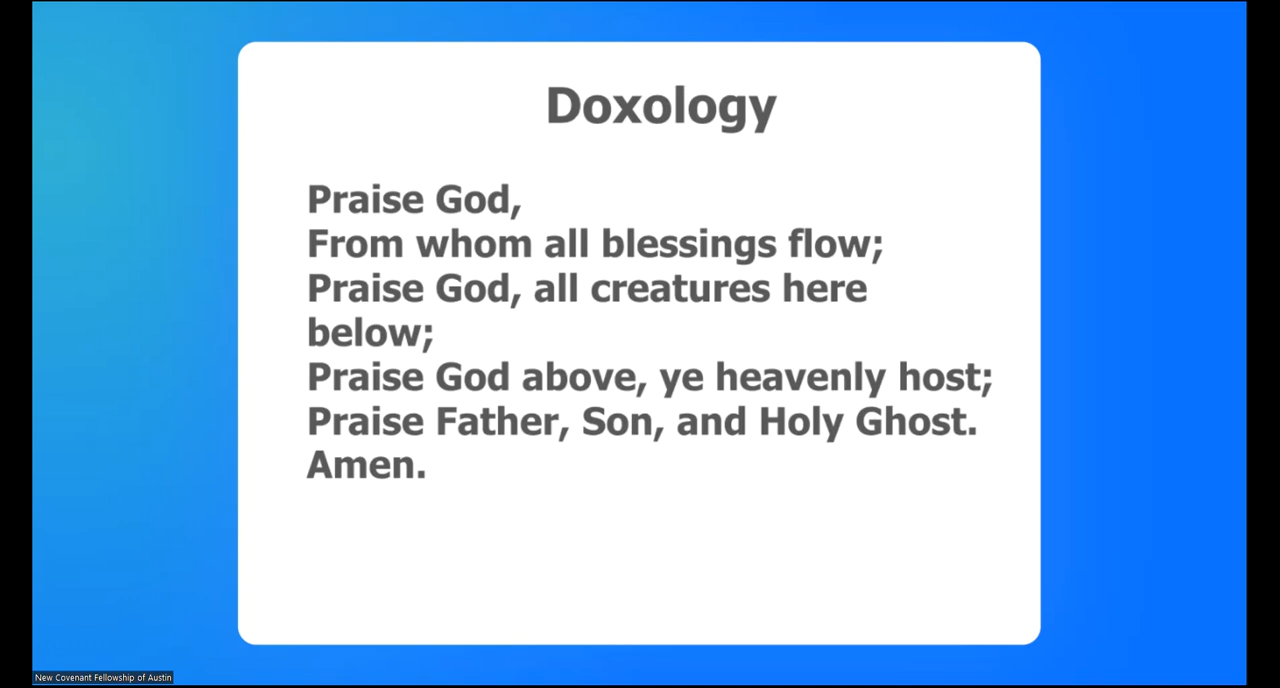 Doxology
Praise God,
From whom all blessings flow;
Praise God, all creatures here
below;
Praise God above, ye heavenly host;
Praise Father, Son, and Holy Ghost.
Amen.
New Covenant Fellowship of Austin